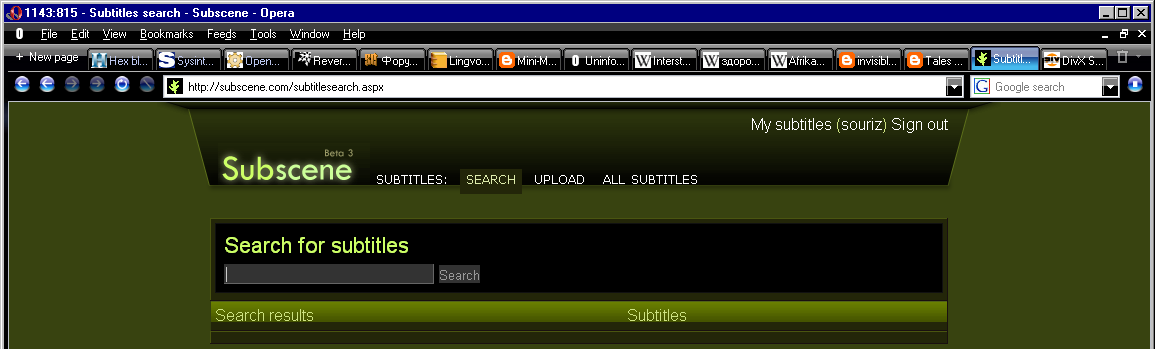 1143:815 - Subtitles search - Subscene - Opera
File Edit View Bookmarks Feeds Tools Window Help
New page Hex bl... Sysint... Open... Rever... Фору... Lingvo... Mini-M... Uninfo... Interst... здоро... Afrika... invisibl... Tales ... Subtitl... DivX S...
http://subscene.com/subtitlesearch.aspx Google search
My subtitles (souriz) Sign out
Beta 3
Subscene SUBTITLES: SEARCH UPLOAD ALL SUBTITLES
Search for subtitles
Search
Search results Subtitles